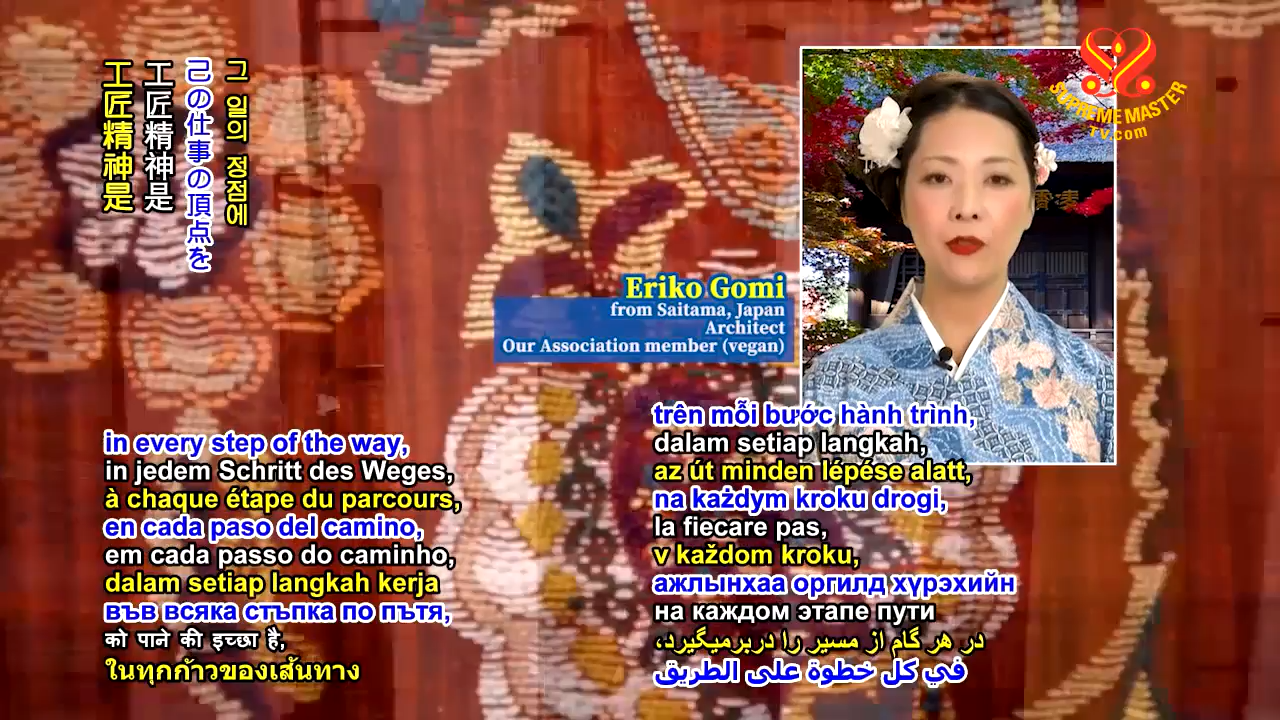 그 일의 정점에
己の仕事の頂点を
工匠精神是
工匠精神是
SUPREME MASTER
TV.com
Eriko Gomi
from Saitama, Japan
Architect
Our Association member (vegan)
in every step of the way,
in jedem Schritt des Weges,
à chaque étape du parcours,
en cada paso del camino,
em cada passo do caminho,
dalam setiap langkah kerja
във всяка стъпка по пътя,
को पाने की इच्छा है,
ในทุกก้าวของเส้นทาง
trên mỗi bước hành trình,
dalam setiap langkah,
az út minden lépése alatt,
na każdym kroku drogi,
la fiecare pas,
v každom kroku,
ажлынхаа оргилд хүрэхийн
на каждом этапе пути
در هر گام از مسیر را دربرمیگیرد،
في كل خطوة على الطريق